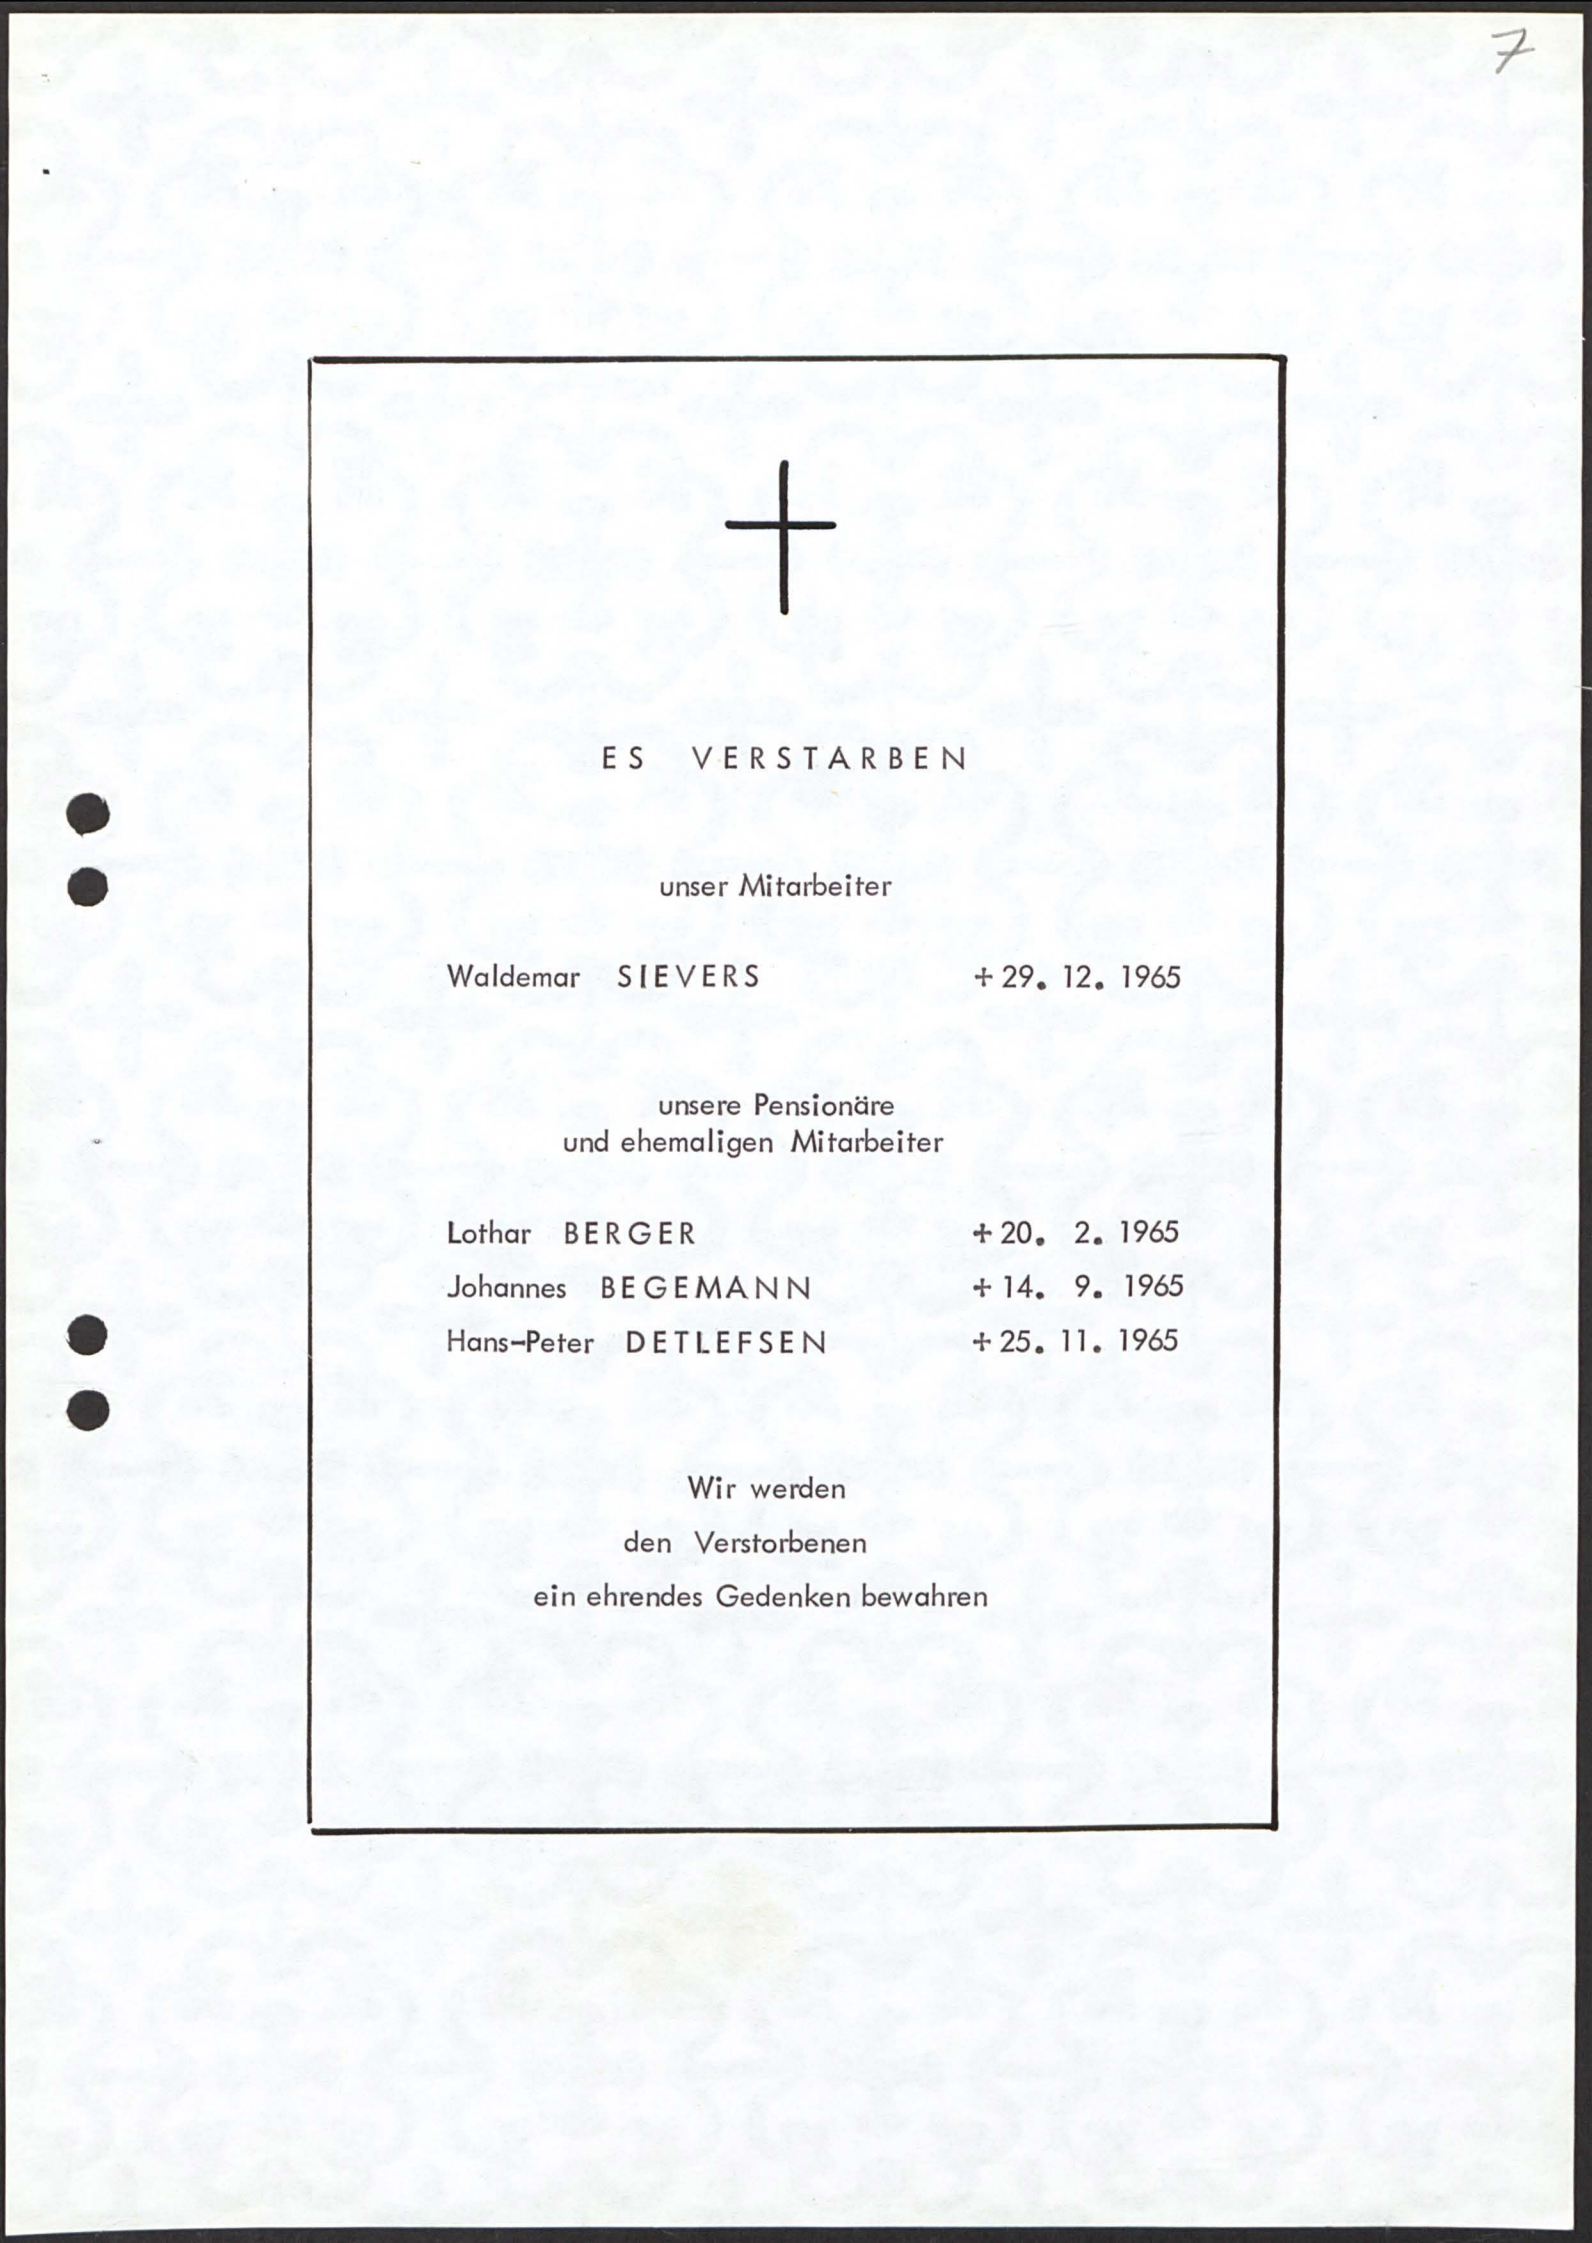 7
ES VERSTARBEN
unser Mitarbeiter
Waldemar SIEVERS + 29. 12. 1965
unsere Pensionäre
und ehemaligen Mitarbeiter
Lothar BERGER + 20. 2. 1965
Johannes BEGEMANN + 14. 9. 1965
Hans-Peter DETLEFSEN + 25. 11. 1965
Wir werden
den Verstorbenen
ein ehrendes Gedenken bewahren